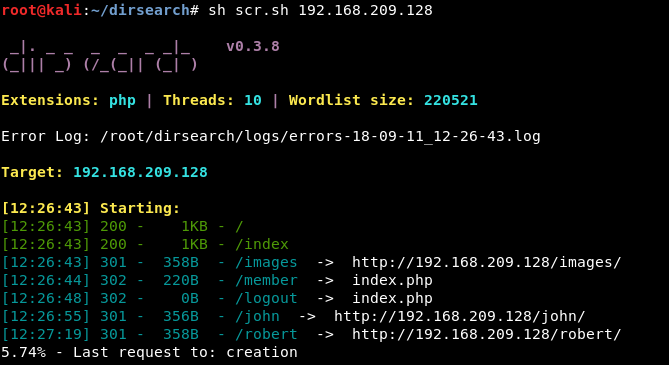 root@kali:~/dirsearch# sh scr.sh 192.168.209.128
 _|. _ _  _  _  _ _|_    v0.3.8
(_||| _) (/_(_|| (_| )
Extensions: php | Threads: 10 | Wordlist size: 220521
Error Log: /root/dirsearch/logs/errors-18-09-11_12-26-43.log
Target: 192.168.209.128
[12:26:43] Starting:
[12:26:43] 200 -    1KB - /
[12:26:43] 200 -    1KB - /index
[12:26:43] 301 -  358B  - /images  ->  http://192.168.209.128/images/
[12:26:44] 302 -  220B  - /member  ->  index.php
[12:26:48] 302 -    0B  - /logout  ->  index.php
[12:26:55] 301 -  356B  - /john  ->  http://192.168.209.128/john/
[12:27:19] 301 -  358B  - /robert  ->  http://192.168.209.128/robert/
5.74% - Last request to: creation